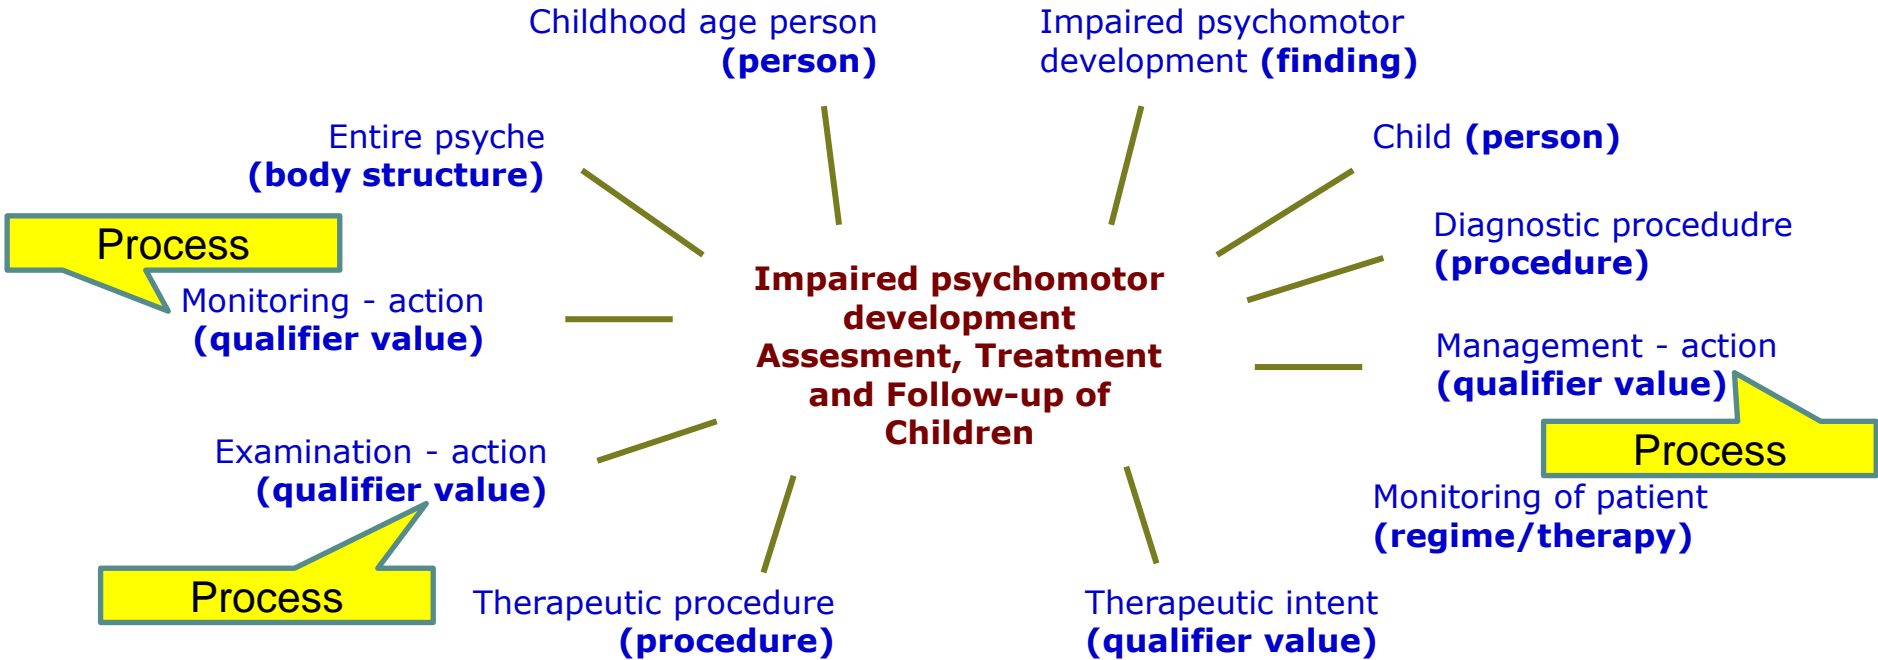 Childhood age person
(person)
Impaired psychomotor
development (finding)
Entire psyche
(body structure)
Child (person)
Process
Diagnostic procedudre
(procedure)
Monitoring - action
(qualifier value)
Impaired psychomotor
development
Assesment, Treatment
and Follow-up of
Children
Management - action
(qualifier value)
Process
Examination - action
(qualifier value)
Process
Monitoring of patient
(regime/therapy)
Therapeutic procedure
(procedure)
Therapeutic intent
(qualifier value)